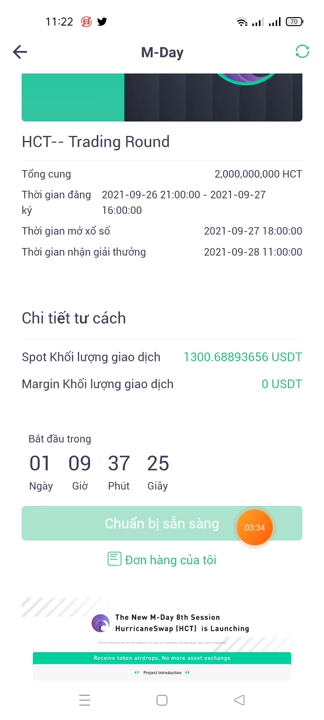 11:22
70
M-Day
HCT-- Trading Round
Tổng cung 2,000,000,000 HCT
Thời gian đăng ký 2021-09-26 21:00:00 - 2021-09-27 16:00:00
Thời gian mở xổ số 2021-09-27 18:00:00
Thời gian nhận giải thưởng 2021-09-28 11:00:00
Chi tiết tư cách
Spot Khối lượng giao dịch 1300.68893656 USDT
Margin Khối lượng giao dịch 0 USDT
Bắt đầu trong
01 09 37 25
Ngày Giờ Phút Giây
Chuẩn bị sẵn sàng
03:34
Đơn hàng của tôi
The New M-Day 8th Session
HurricaneSwap (HCT) is Launching
Receive token airdrops, No more asset exchange
Project Introduction